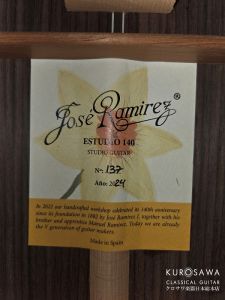 José Ramírez®
ESTUDIO 140
STUDIO GUITAR
No: 137
Año: 2024
In 2022 our handcrafted workshop celebrated its 140th anniversary
since its foundation in 1882 by José Ramírez I, together with his
brother and apprentice Manuel Ramírez. Today we are already
the V generation of guitar makers.
Made in Spain
KUROSAWA
CLASSICAL GUITAR
クロサワ楽器日本総本店